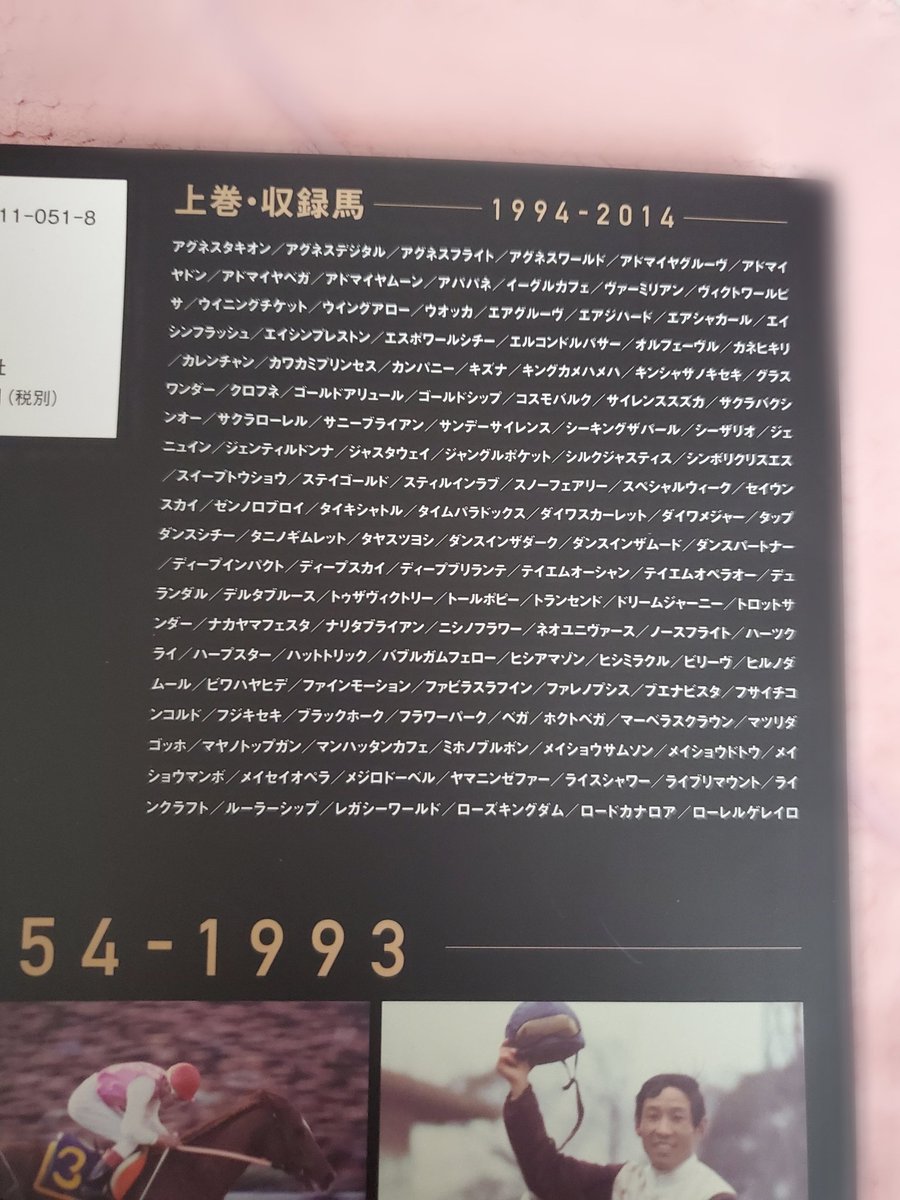 11-051-8
社
（税別）
上巻・収録馬
1994-2014
アグネスタキオン／アグネスデジタル／アグネスフライト／アグネスワールド／アドマイヤグルーヴ／アドマイ
ヤドン／アドマイヤベガ／アドマイヤムーン／アパパネ／イーグルカフェ／ヴァーミリアン／ヴィクトワールピ
サ／ウイニングチケット／ウイングアロー／ウオッカ／エアグルーヴ／エアジハード／エアシャカール／エイ
シンフラッシュ／エイシンプレストン／エスポワールシチー／エルコンドルパサー／オルフェーヴル／カネヒキリ
／カレンチャン／カワカミプリンセス／カンパニー／キズナ／キングカメハメハ／キンシャサノキセキ／グラス
ワンダー／クロフネ／ゴールドアリュール／ゴールドシップ／コスモバルク／サイレンススズカ／サクラバクシ
ンオー／サクラローレル／サニーブライアン／サンデーサイレンス／シーキングザパール／シーザリオ／ジェ
ニュイン／ジェンティルドンナ／ジャスタウェイ／ジャングルポケット／シルクジャスティス／シンボリクリスエス
／スイープトウショウ／ステイゴールド／スティルインラブ／スノーフェアリー／スペシャルウィーク／セイウン
スカイ／ゼンノロブロイ／タイキシャトル／タイムパラドックス／ダイワスカーレット／ダイワメジャー／タップ
ダンスシチー／タニノギムレット／タヤスツヨシ／ダンスインザダーク／ダンスインザムード／ダンスパートナー
／ディープインパクト／ディープスカイ／ディープブリランテ／テイエムオーシャン／テイエムオペラオー／デュ
ランダル／デルタブルース／トゥザヴィクトリー／トールポピー／トランセンド／ドリームジャーニー／トロットサ
ンダー／ナカヤマフェスタ／ナリタブライアン／ニシノフラワー／ネオユニヴァース／ノースフライト／ハーツク
ライ／ハープスター／ハットトリック／バブルガムフェロー／ヒシアマゾン／ヒシミラクル／ビリーヴ／ヒルノダ
ムール／ビワハヤヒデ／ファインモーション／ファビラスラフイン／ファレノプシス／ブエナビスタ／フサイチコ
ンコルド／フジキセキ／ブラックホーク／フラワーパーク／ベガ／ホクトベガ／マーベラスクラウン／マツリダ
ゴッホ／マヤノトップガン／マンハッタンカフェ／ミホノブルボン／メイショウサムソン／メイショウドトウ／メイ
ショウマンボ／メイセイオペラ／メジロドーベル／ヤマニンゼファー／ライスシャワー／ライブリマウント／ライ
ンクラフト／ルーラーシップ／レガシーワールド／ローズキングダム／ロードカナロア／ローレルゲレイロ
54-1993
3